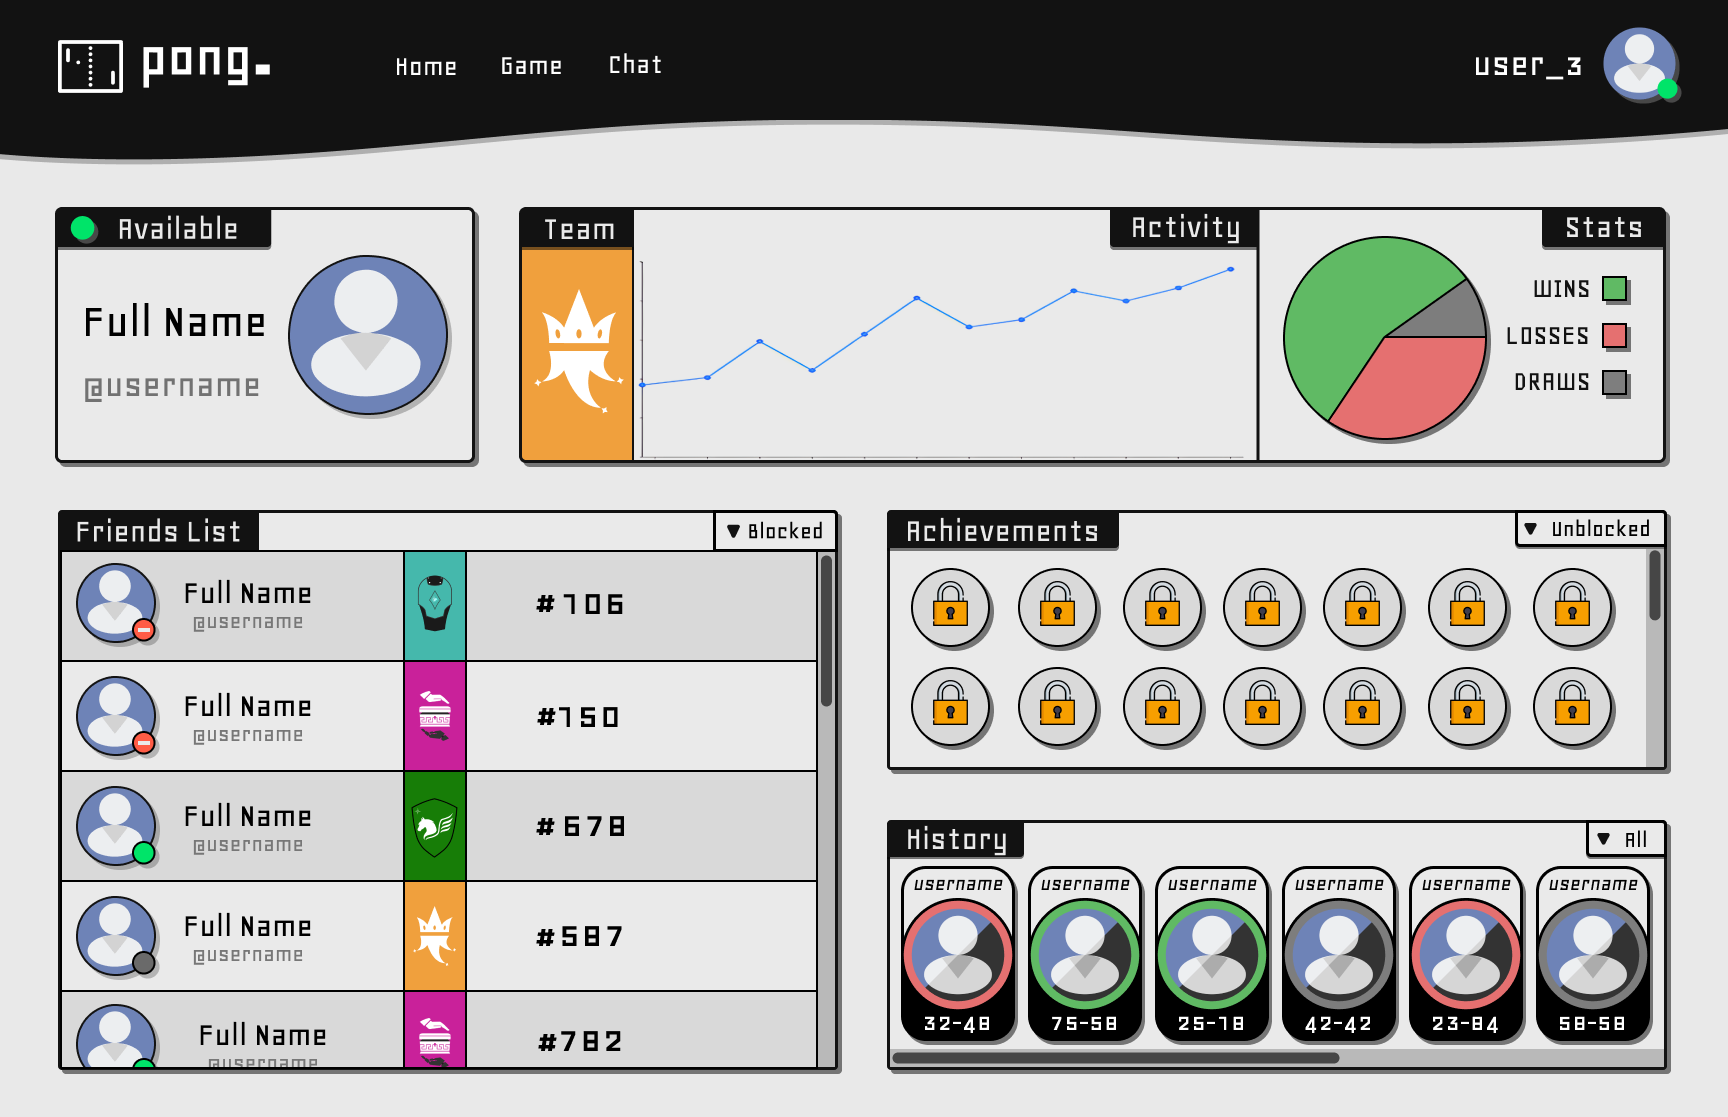 pong.
Home
Game
Chat
user_3
Available
Full Name
@username
Team
Activity
Stats
WINS
LOSSES
DRAWS
Friends List
▼ Blocked
Full Name
@username
#106
Full Name
@username
#150
Full Name
@username
#678
Full Name
@username
#587
Full Name
@username
#782
Achievements
▼ Unblocked
History
▼ All
username
32-48
username
75-58
username
25-18
username
42-42
username
23-84
username
58-58